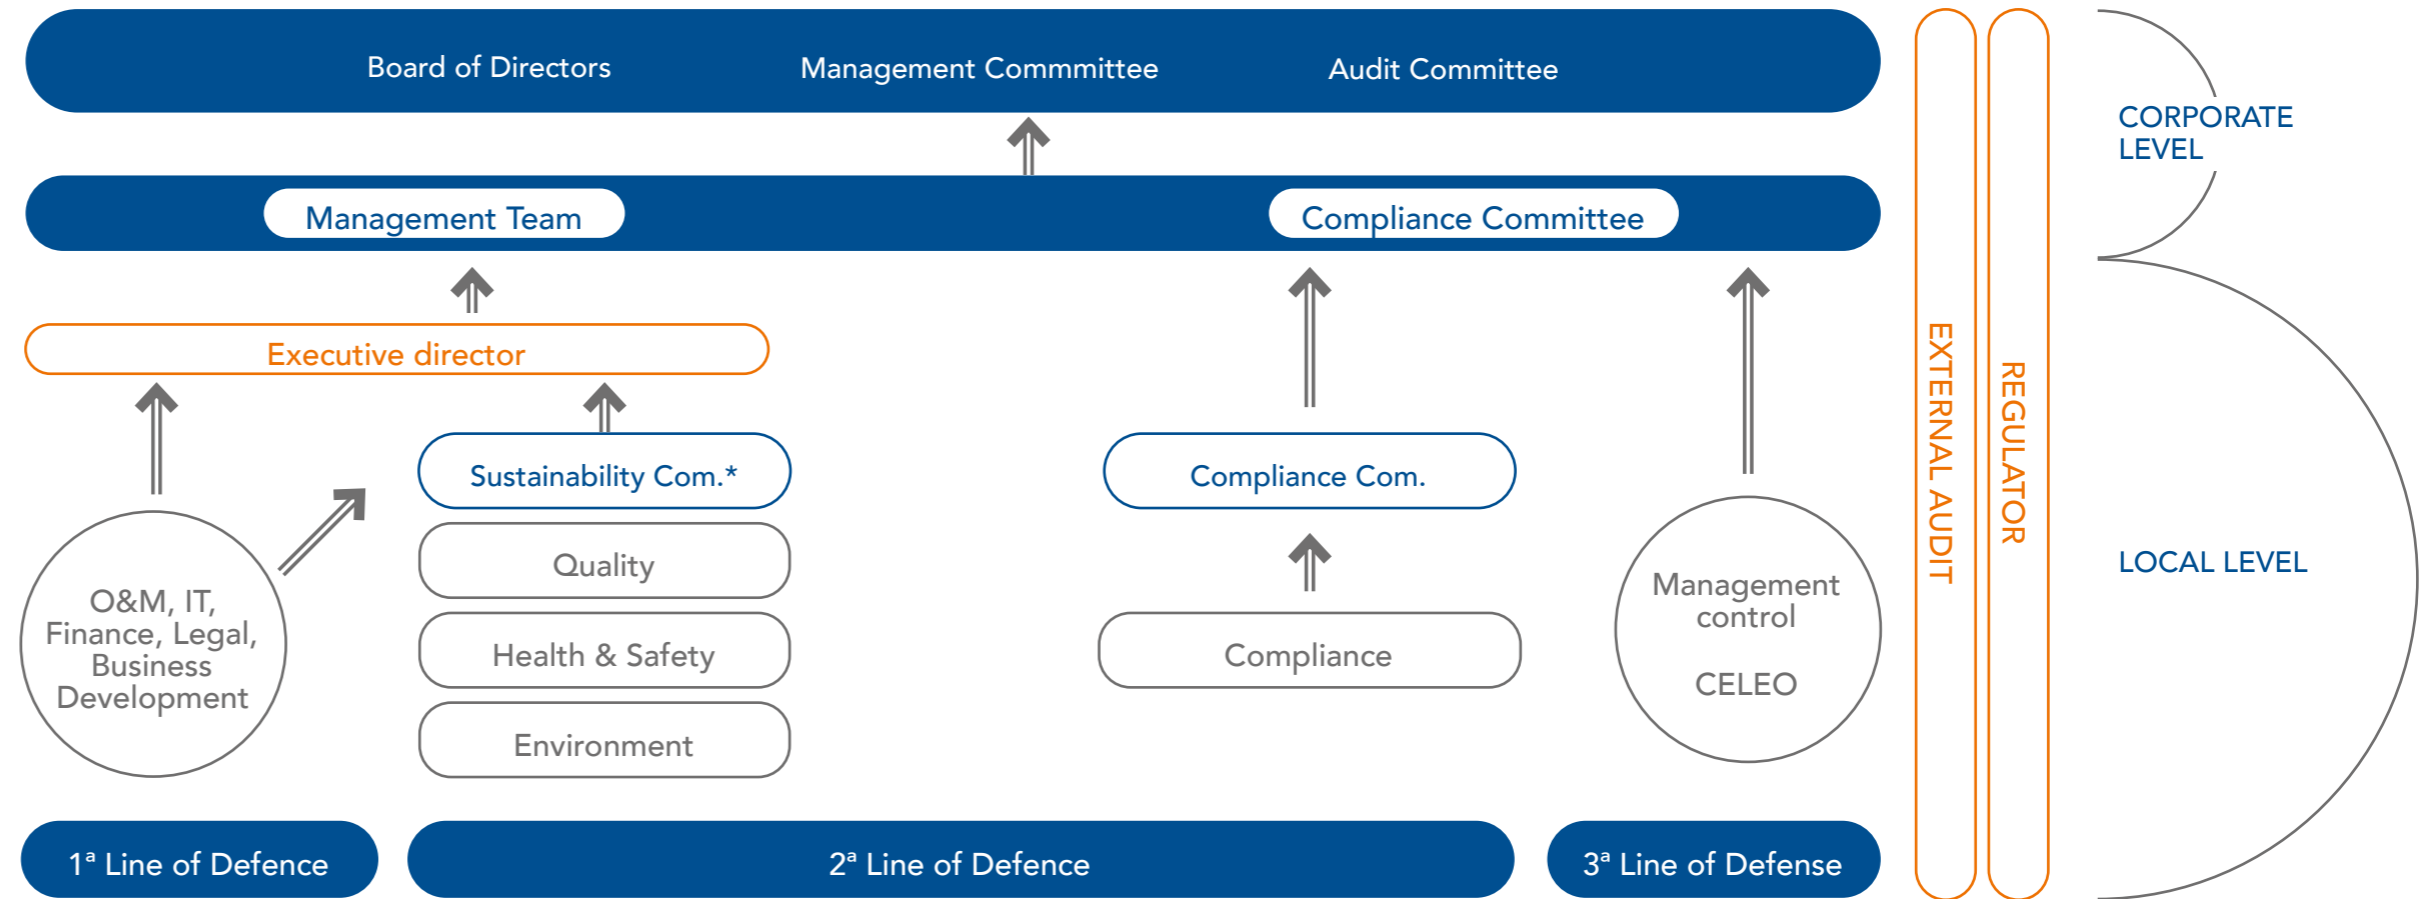 Board of Directors
Management Commmittee
Audit Committee
Management Team
Compliance Committee
Executive director
Sustainability Com.*
Compliance Com.
Quality
O&M, IT,
Finance, Legal,
Business
Development
Health & Safety
Compliance
Environment
Management
control
CELEO
1ª Line of Defence
2ª Line of Defence
3ª Line of Defense
EXTERNAL AUDIT
REGULATOR
CORPORATE
LEVEL
LOCAL LEVEL